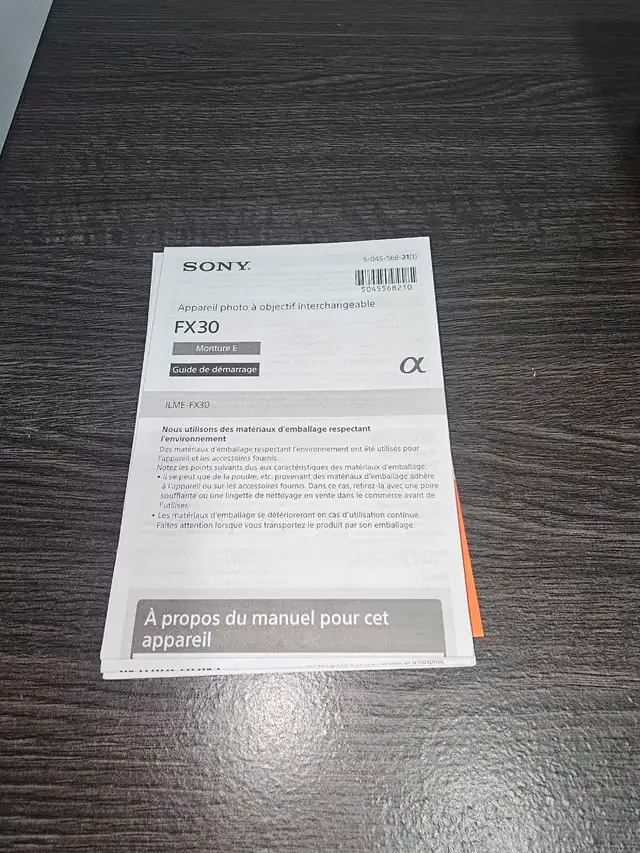 SONY®
5-045-568-21(1)
5045568210
Appareil photo à objectif interchangeable
FX30
Monture E
Guide de démarrage
α
ILME-FX30
Nous utilisons des matériaux d'emballage respectant
l'environnement
Des matériaux d'emballage respectant l'environnement ont été utilisés pour
l'appareil et les accessoires fournis.
Notez les points suivants dus aux caractéristiques des matériaux d'emballage.
• Il se peut que de la poudre, etc. provenant des matériaux d'emballage adhère
à l'appareil ou sur les accessoires fournis. Dans ce cas, retirez-la avec une poire
soufflante ou une lingette de nettoyage en vente dans le commerce avant de
l'utiliser.
• Les matériaux d'emballage se détérioreront en cas d'utilisation continue.
Faites attention lorsque vous transportez le produit par son emballage.
À propos du manuel pour cet
appareil